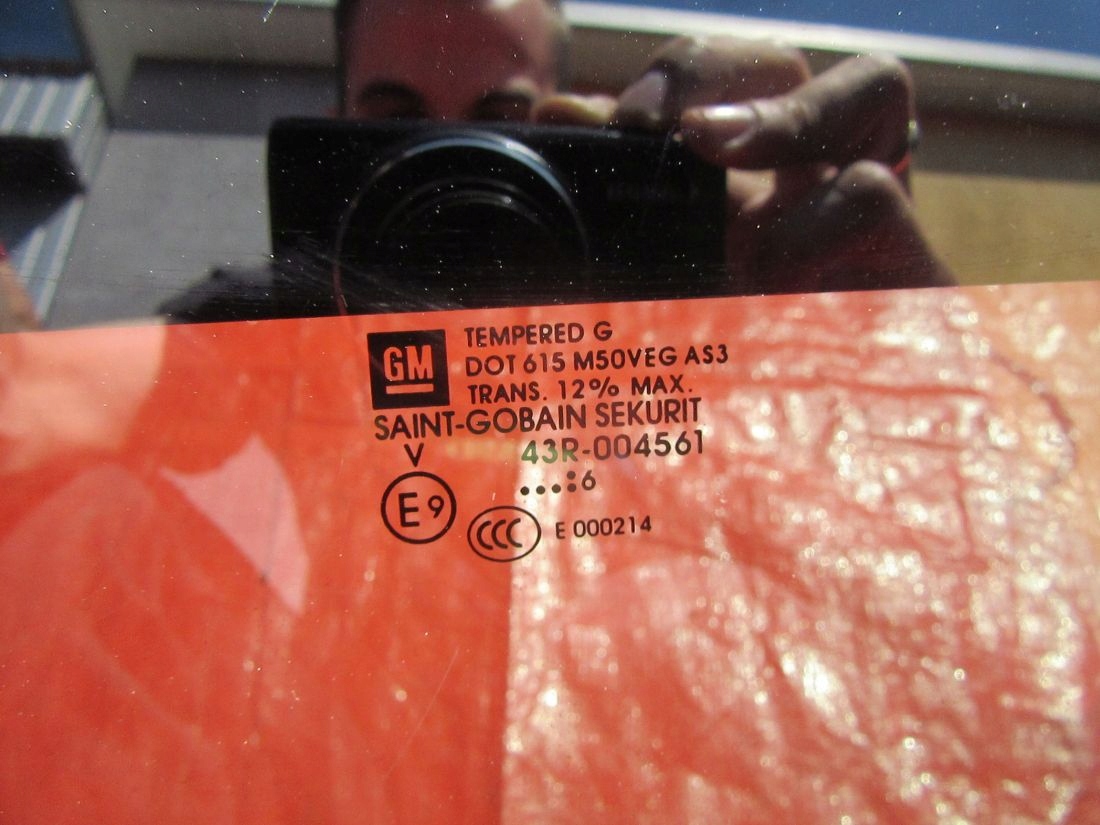 GM
TEMPERED G
DOT 615 M50VEG AS3
TRANS. 12% MAX.
SAINT-GOBAIN SEKURIT
V 43R-004561
....:6
E9 CCC E 000214